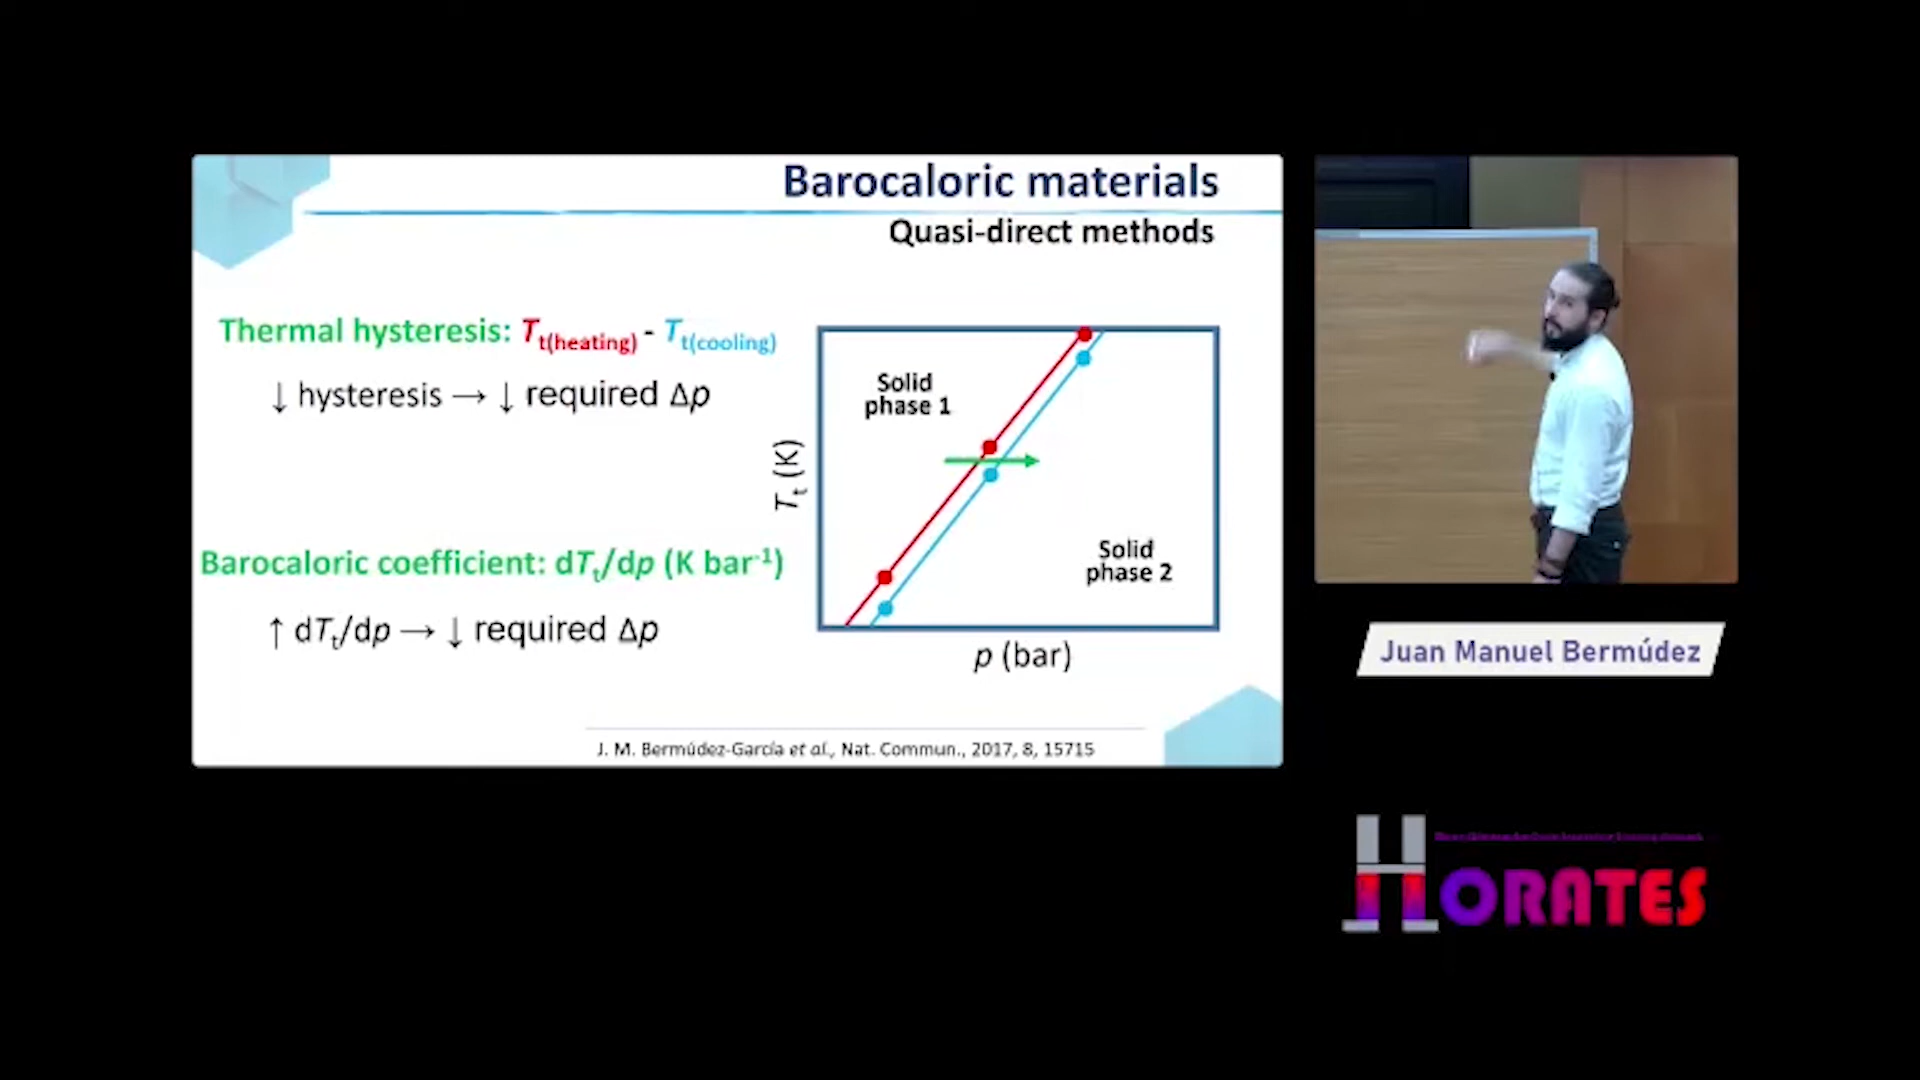 Barocaloric materials
Quasi-direct methods
Thermal hysteresis: Tt(heating) - Tt(cooling)
↓ hysteresis → ↓ required Δp
Barocaloric coefficient: dTt/dp (K bar-1)
↑ dTt/dp → ↓ required Δp
Solid
phase 1
Tt (K)
Solid
phase 2
p (bar)
J. M. Bermúdez-García et al., Nat. Commun., 2017, 8, 15715
Juan Manuel Bermúdez
HORATES